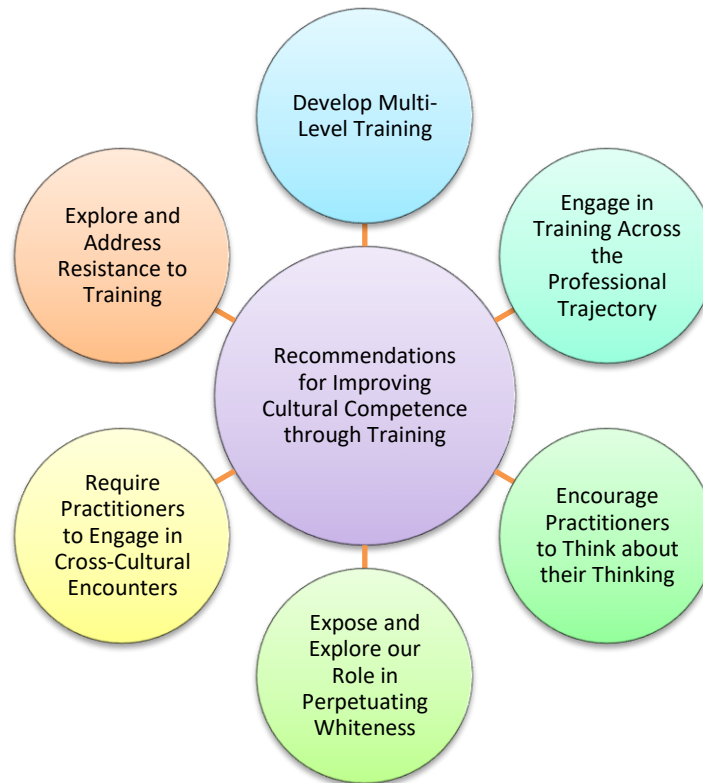 Develop Multi-
Level Training
Engage in
Training Across
the
Professional
Trajectory
Encourage
Practitioners
to Think about
their Thinking
Expose and
Explore our
Role in
Perpetuating
Whiteness
Require
Practitioners
to Engage in
Cross-Cultural
Encounters
Explore and
Address
Resistance to
Training
Recommendations
for Improving
Cultural Competence
through Training